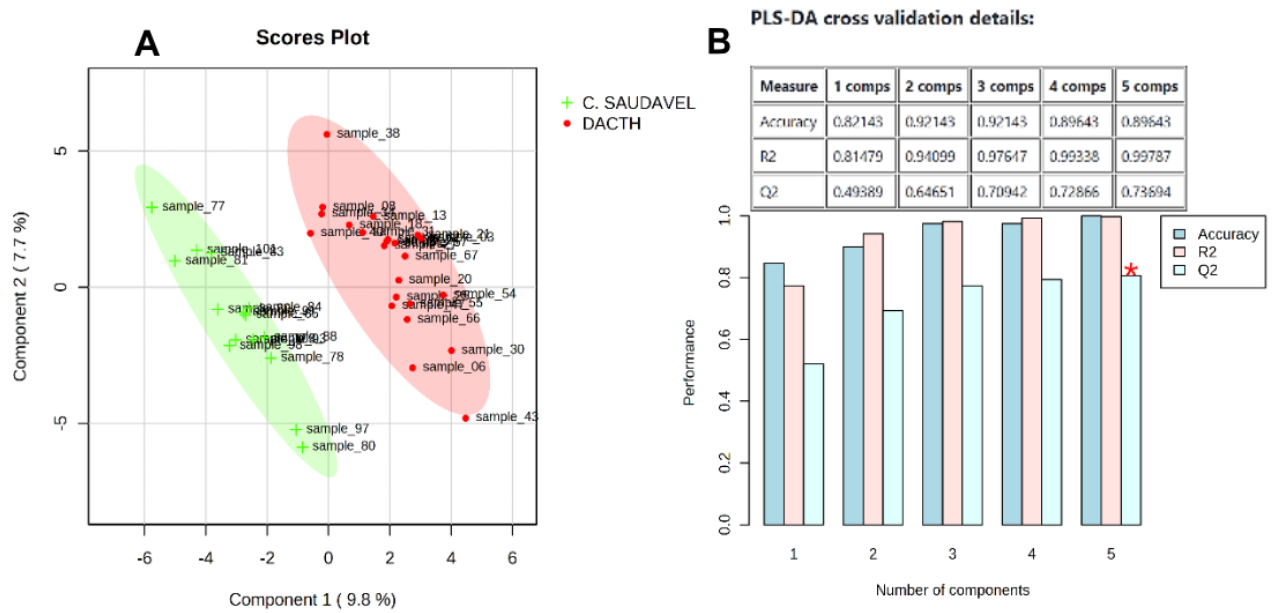 A
Scores Plot
C. SAUDAVEL
DACTH
sample_38
sample_77
sample_08
sample_13
sample_18
sample_101
sample_81
sample_67
sample_20
sample_54
sample_84
sample_66
sample_88
sample_98
sample_78
sample_30
sample_06
sample_43
sample_97
sample_80
5
0
-5
Component 2 ( 7.7 %)
-6 -4 -2 0 2 4 6
Component 1 ( 9.8 %)
B
PLS-DA cross validation details:
Measure 1 comps 2 comps 3 comps 4 comps 5 comps
Accuracy 0.82143 0.92143 0.92143 0.89643 0.89643
R2 0.81479 0.94099 0.97647 0.99338 0.99787
Q2 0.49389 0.64651 0.70942 0.72866 0.73694
1.0
0.8
0.6
0.4
0.2
0.0
Performance
Accuracy
R2
Q2
*
1 2 3 4 5
Number of components